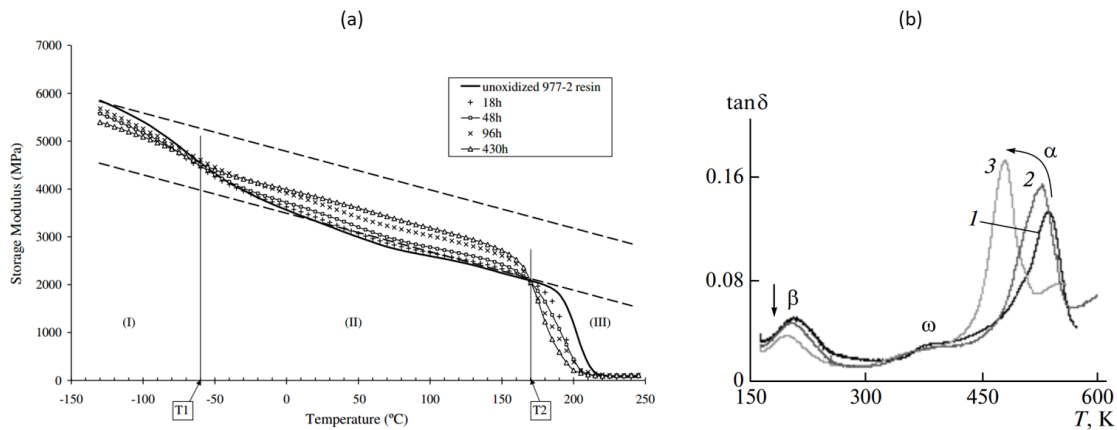 (a)
(b)
7000
6000
5000
4000
3000
2000
1000
0
Storage Modulus (MPa)
unoxidized 977-2 resin
18h
48h
96h
430h
(I)
(II)
(III)
-150
-100
-50
0
50
100
150
200
250
T1
Temperature (ºC)
T2
tanδ
0.16
0.08
0
α
3
2
1
β
ω
150
300
450
600
T, K